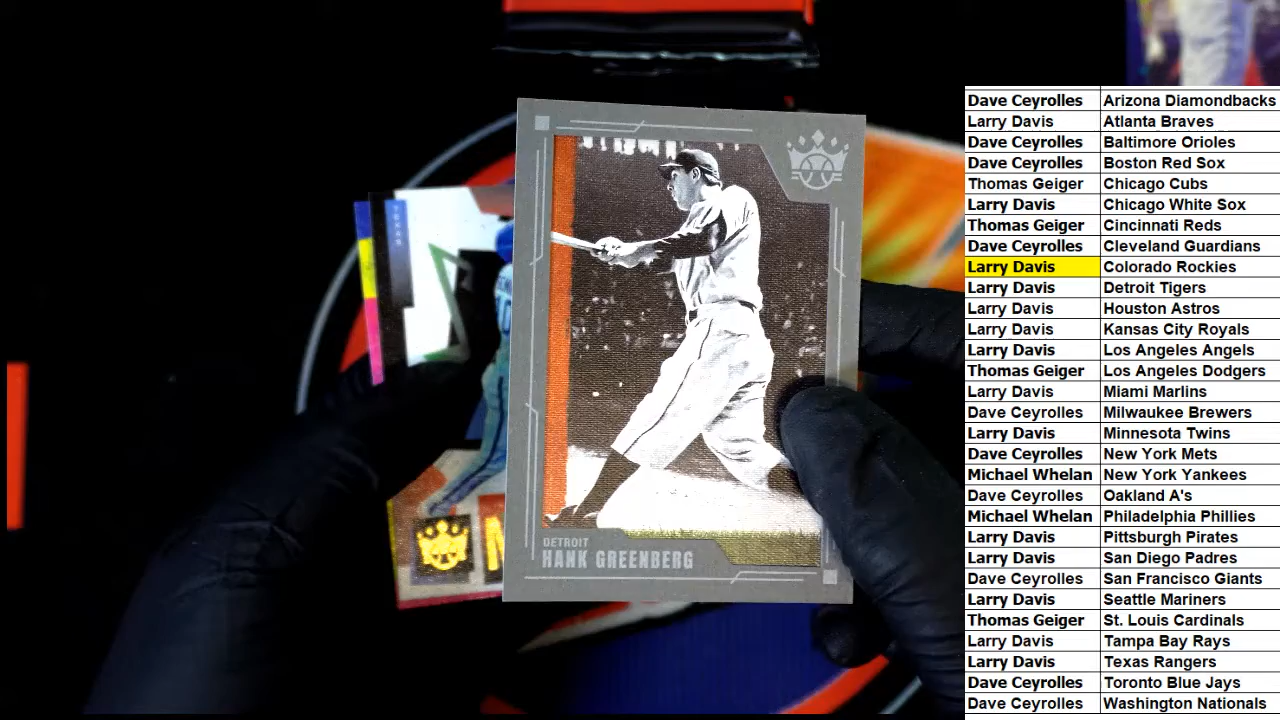 TEXAS
DETROIT
HANK GREENBERG
Dave Ceyrolles Arizona Diamondbacks
Larry Davis Atlanta Braves
Dave Ceyrolles Baltimore Orioles
Dave Ceyrolles Boston Red Sox
Thomas Geiger Chicago Cubs
Larry Davis Chicago White Sox
Thomas Geiger Cincinnati Reds
Dave Ceyrolles Cleveland Guardians
Larry Davis Colorado Rockies
Larry Davis Detroit Tigers
Larry Davis Houston Astros
Larry Davis Kansas City Royals
Larry Davis Los Angeles Angels
Thomas Geiger Los Angeles Dodgers
Larry Davis Miami Marlins
Dave Ceyrolles Milwaukee Brewers
Larry Davis Minnesota Twins
Dave Ceyrolles New York Mets
Michael Whelan New York Yankees
Dave Ceyrolles Oakland A's
Michael Whelan Philadelphia Phillies
Larry Davis Pittsburgh Pirates
Larry Davis San Diego Padres
Dave Ceyrolles San Francisco Giants
Larry Davis Seattle Mariners
Thomas Geiger St. Louis Cardinals
Larry Davis Tampa Bay Rays
Larry Davis Texas Rangers
Dave Ceyrolles Toronto Blue Jays
Dave Ceyrolles Washington Nationals